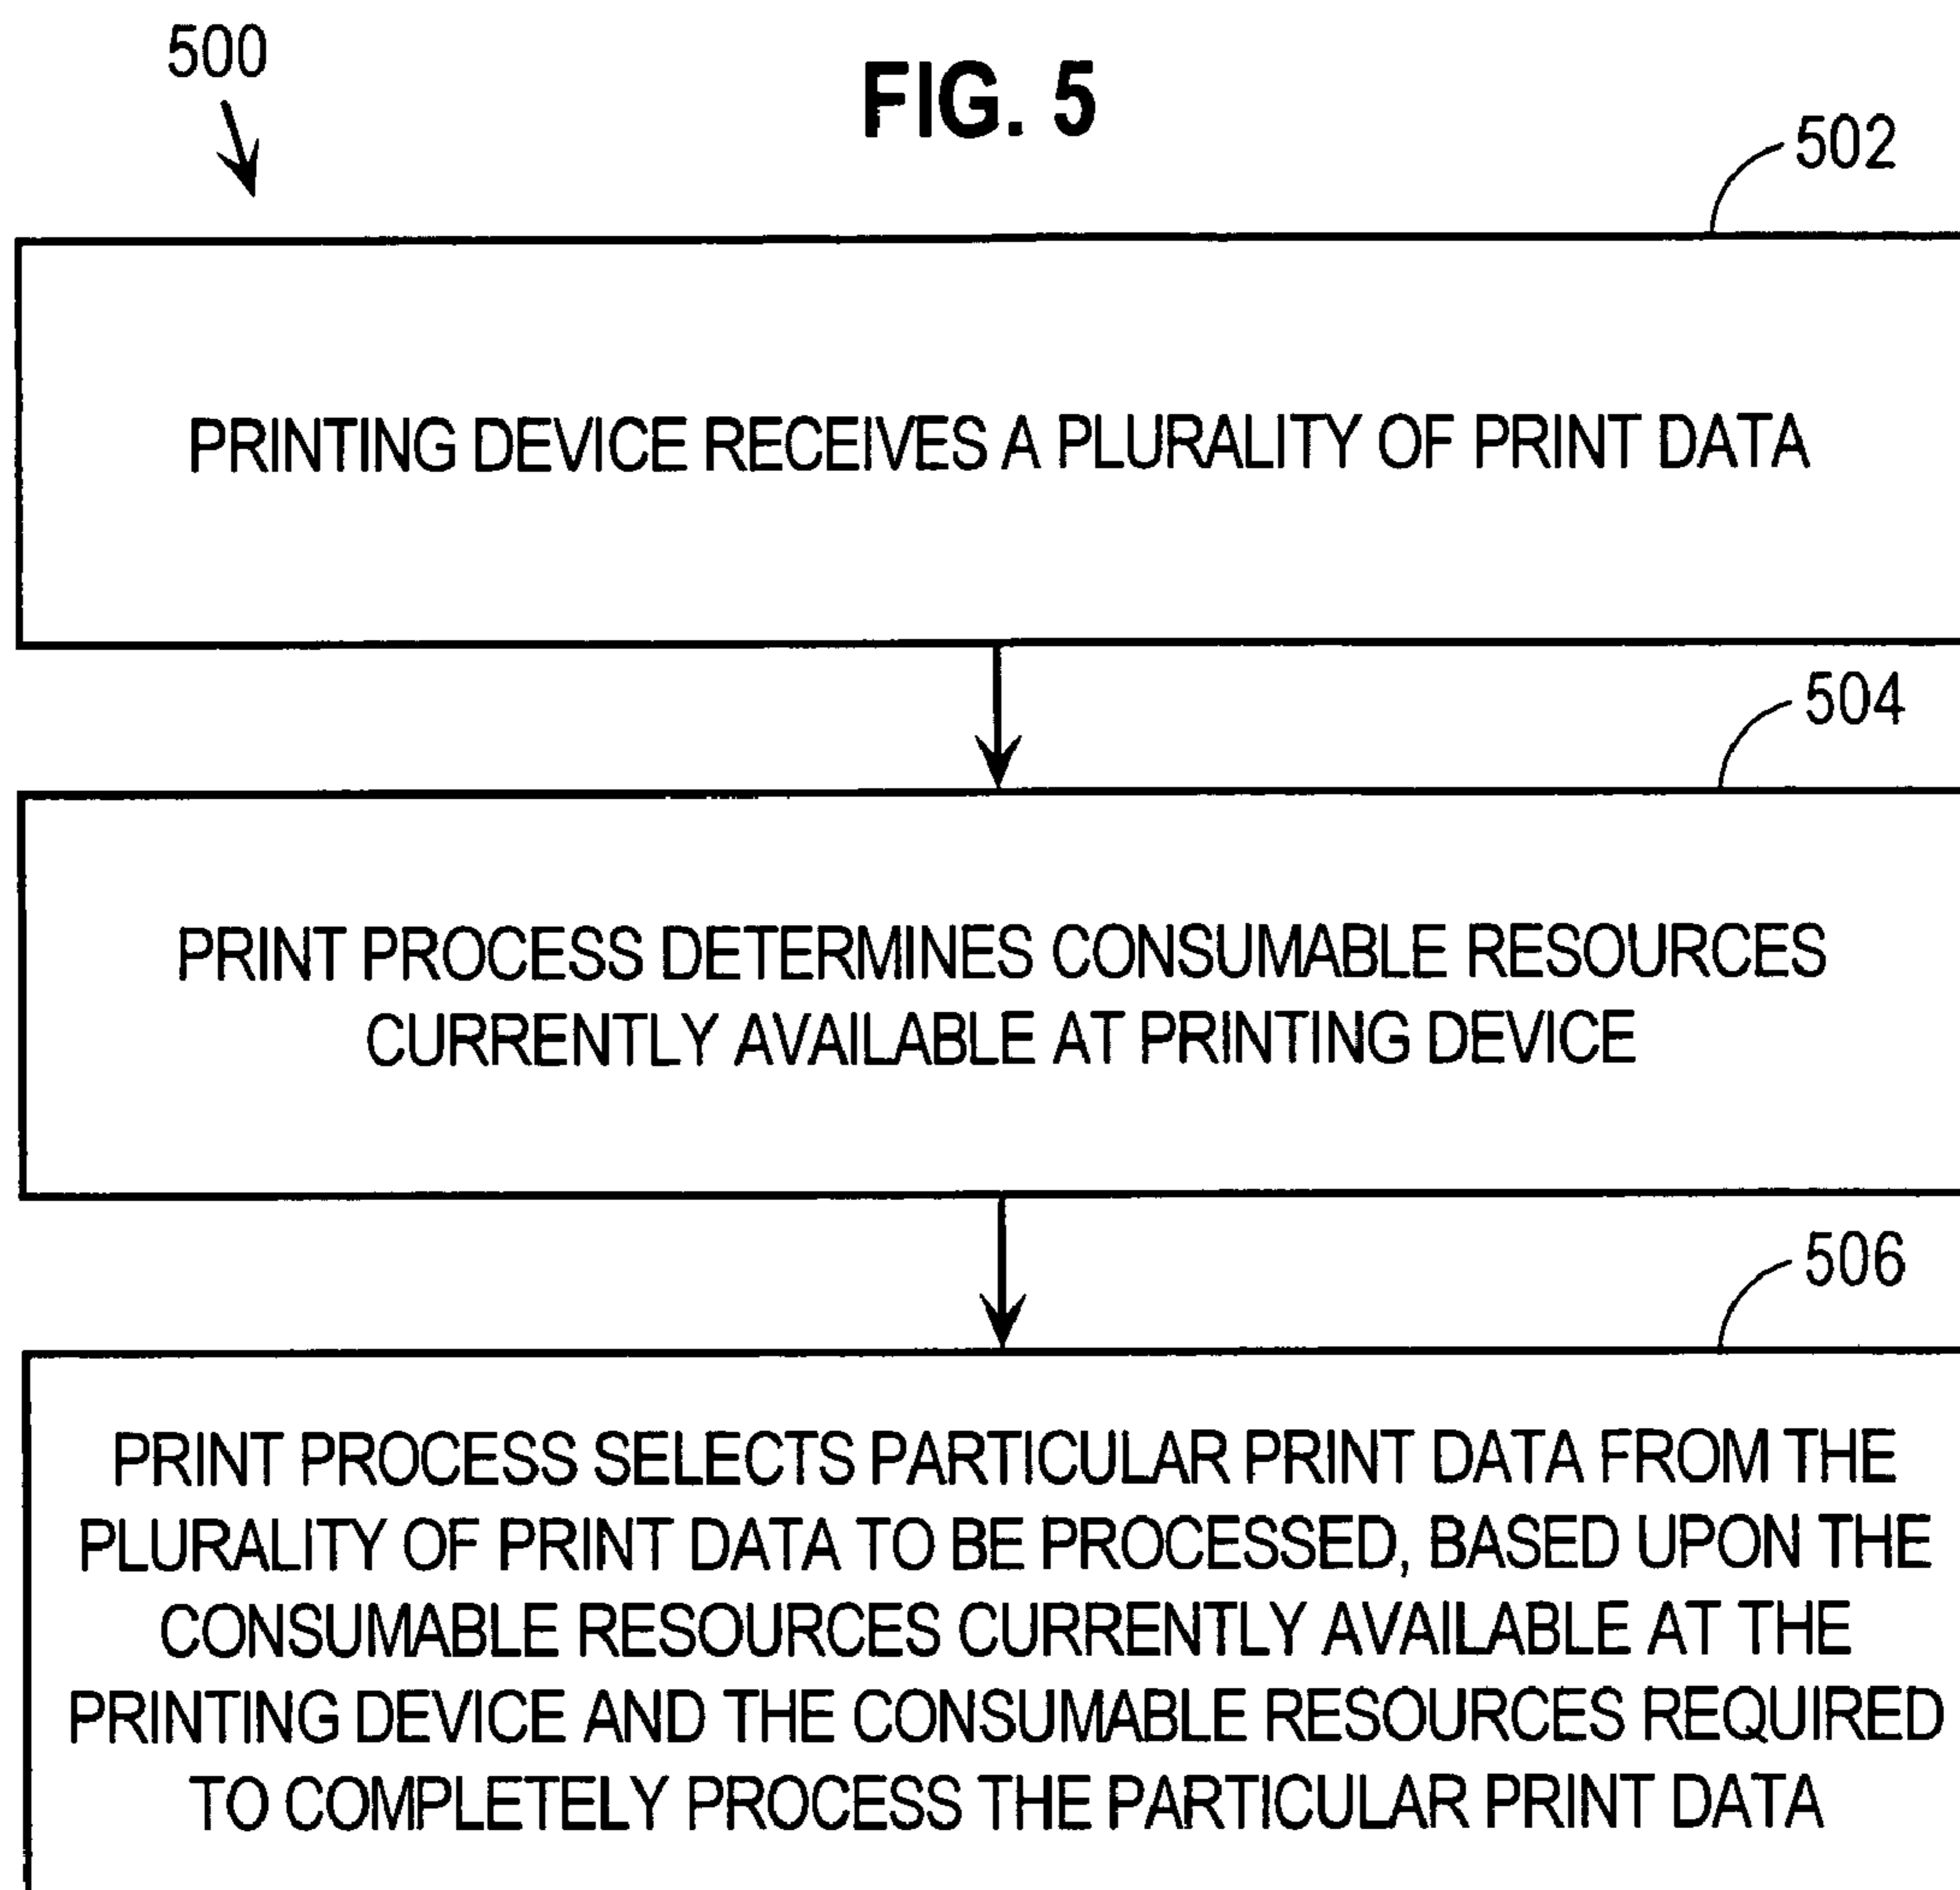 500
FIG. 5
502
PRINTING DEVICE RECEIVES A PLURALITY OF PRINT DATA
504
PRINT PROCESS DETERMINES CONSUMABLE RESOURCES
CURRENTLY AVAILABLE AT PRINTING DEVICE
506
PRINT PROCESS SELECTS PARTICULAR PRINT DATA FROM THE
PLURALITY OF PRINT DATA TO BE PROCESSED, BASED UPON THE
CONSUMABLE RESOURCES CURRENTLY AVAILABLE AT THE
PRINTING DEVICE AND THE CONSUMABLE RESOURCES REQUIRED
TO COMPLETELY PROCESS THE PARTICULAR PRINT DATA